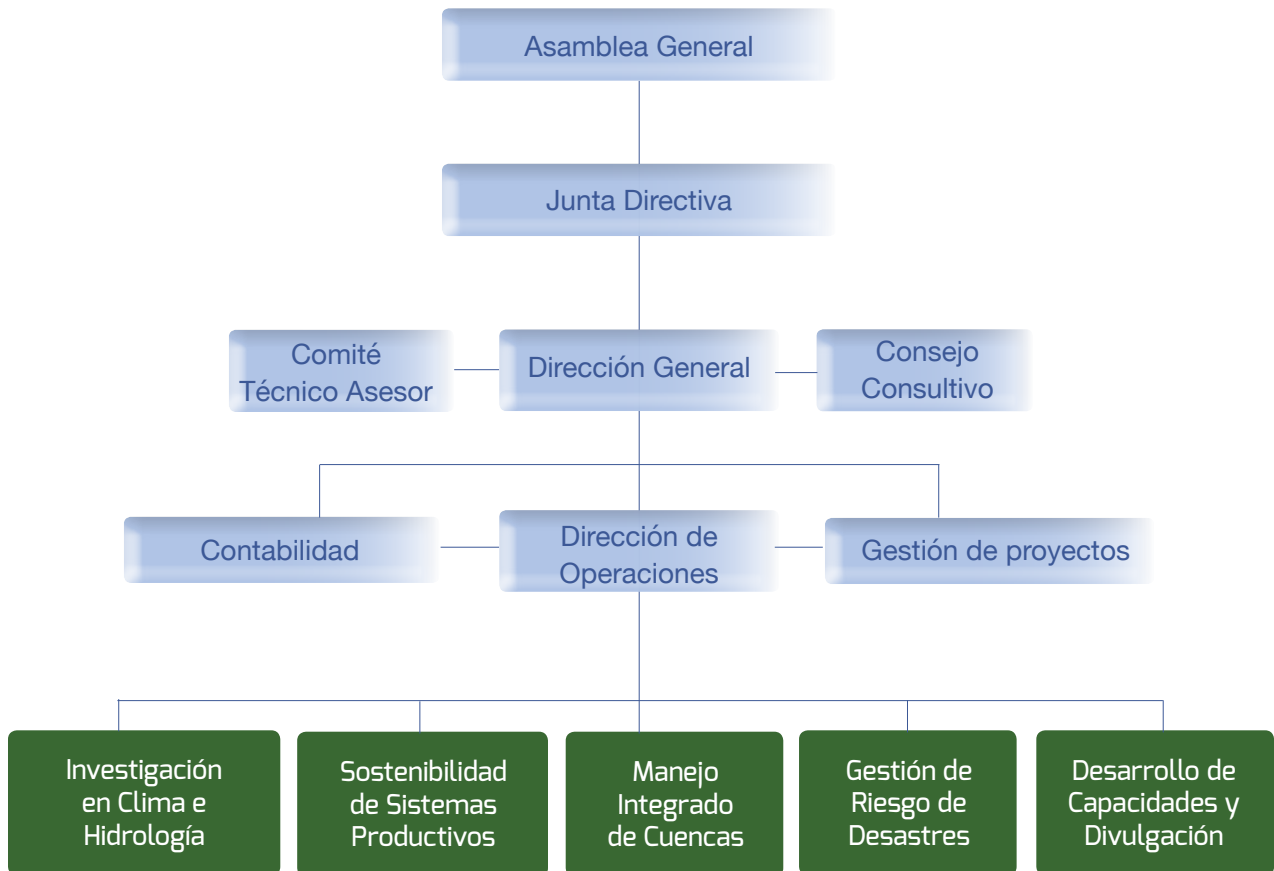 Asamblea General
Junta Directiva
Comité
Técnico Asesor
Dirección General
Consejo
Consultivo
Contabilidad
Dirección de
Operaciones
Gestión de proyectos
Investigación
en Clima e
Hidrología
Sostenibilidad
de Sistemas
Productivos
Manejo
Integrado
de Cuencas
Gestión de
Riesgo de
Desastres
Desarrollo de
Capacidades y
Divulgación